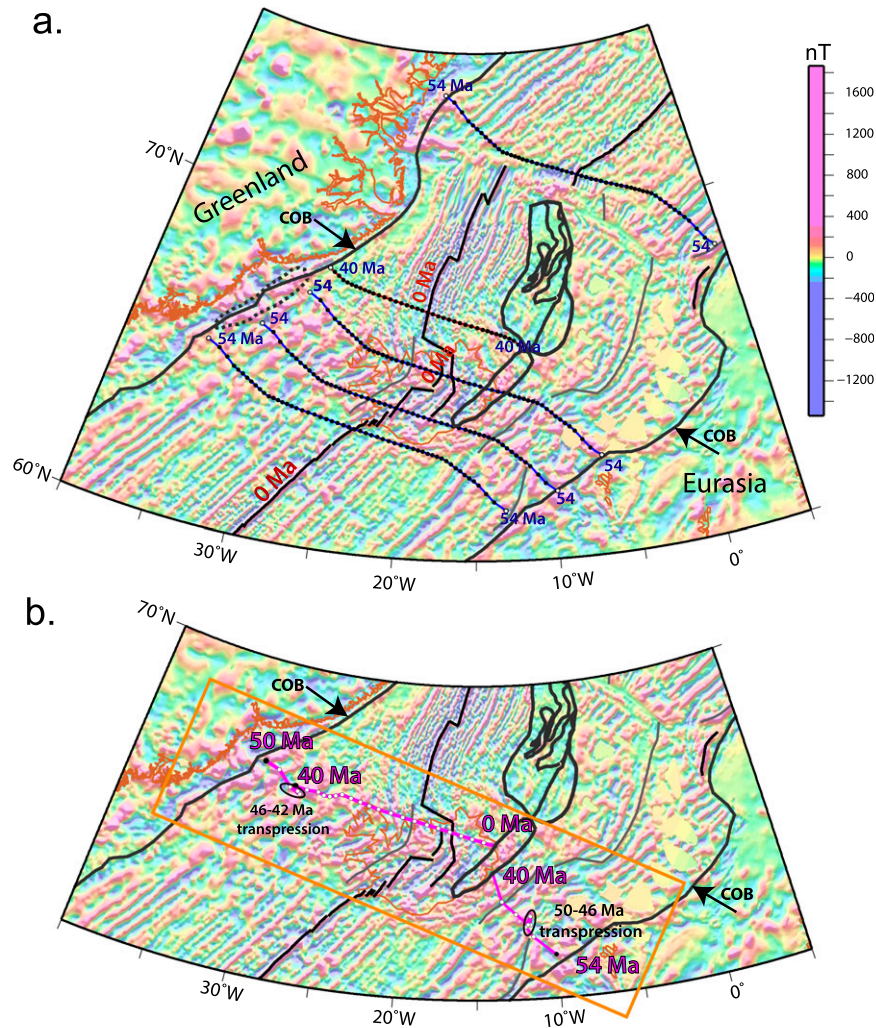 a.
nT
1600
1200
800
400
0
−400
−800
−1200
54 Ma
70˚N
Greenland
COB
40 Ma
54
54
54
54 Ma
0 Ma
40 Ma
0 Ma
COB
60˚N
0 Ma
54
54
54 Ma
Eurasia
30˚W
20˚W
10˚W
0˚
b.
70˚N
COB
50 Ma
40 Ma
46-42 Ma
transpression
0 Ma
40 Ma
50-46 Ma
transpression
COB
54 Ma
30˚W
20˚W
10˚W
0˚